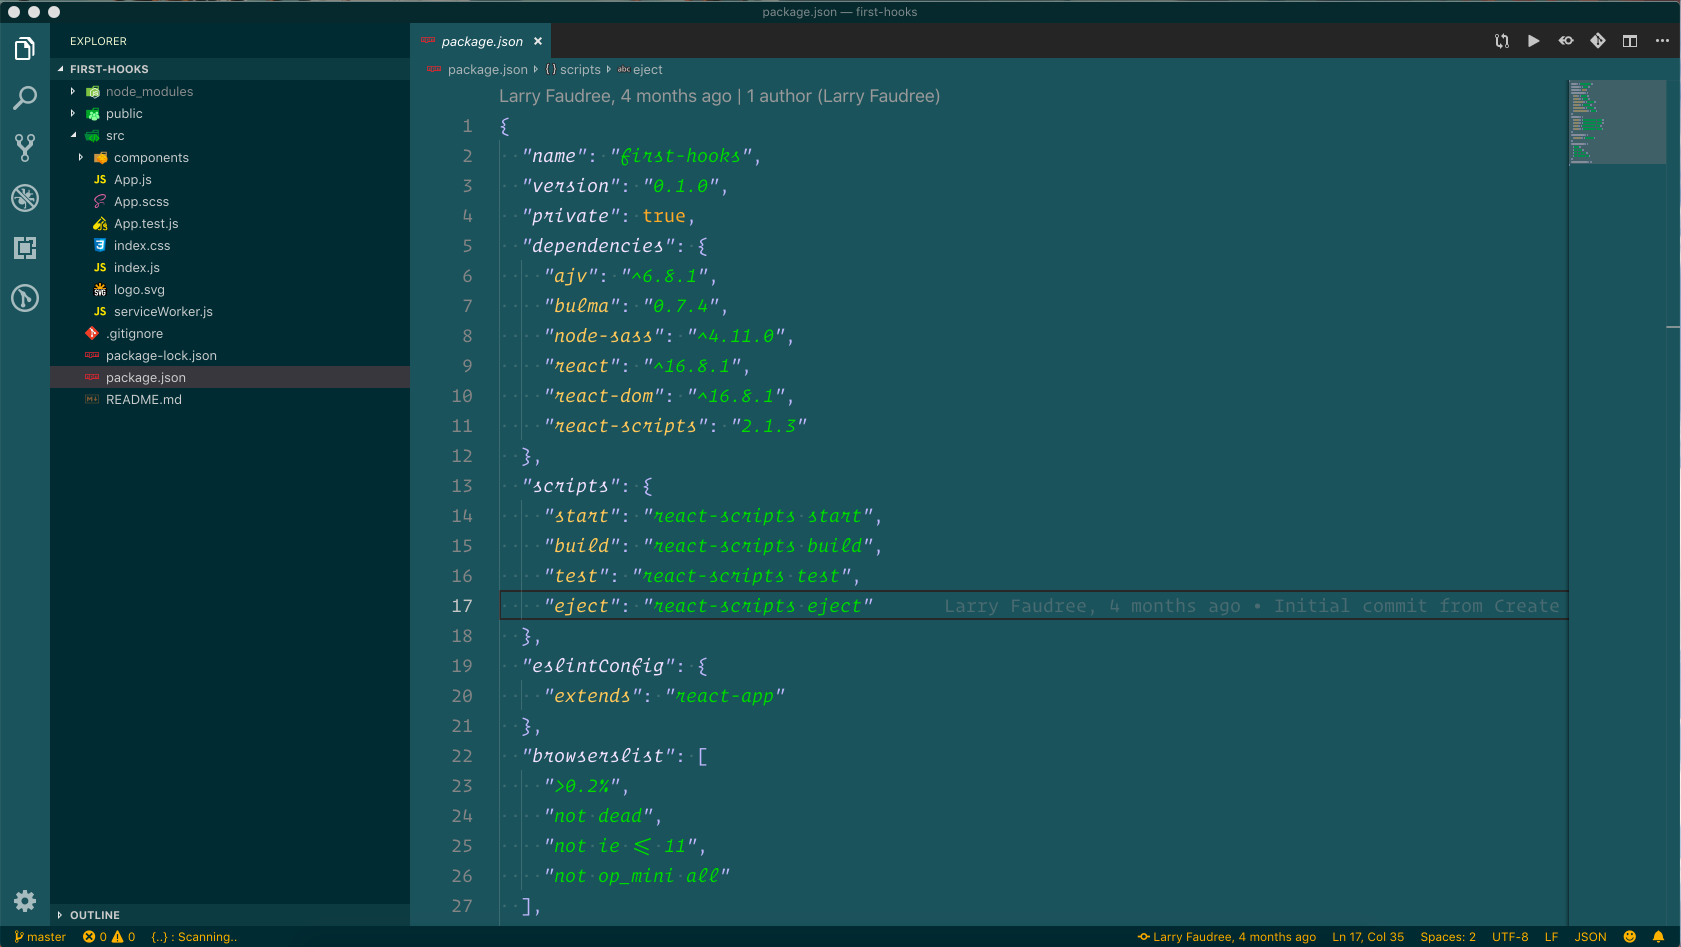 package.json — first-hooks
EXPLORER
FIRST-HOOKS
node_modules
public
src
components
JS App.js
App.scss
App.test.js
index.css
JS index.js
SVG logo.svg
JS serviceWorker.js
.gitignore
package-lock.json
package.json
README.md
OUTLINE
package.json ×
package.json { } scripts abc eject
Larry Faudree, 4 months ago | 1 author (Larry Faudree)
1 {
2 "name": "first-hooks",
3 "version": "0.1.0",
4 "private": true,
5 "dependencies": {
6 "ajv": "^6.8.1",
7 "bulma": "0.7.4",
8 "node-sass": "^4.11.0",
9 "react": "^16.8.1",
10 "react-dom": "^16.8.1",
11 "react-scripts": "2.1.3"
12 },
13 "scripts": {
14 "start": "react-scripts start",
15 "build": "react-scripts build",
16 "test": "react-scripts test",
17 "eject": "react-scripts eject" Larry Faudree, 4 months ago • Initial commit from Create
18 },
19 "eslintConfig": {
20 "extends": "react-app"
21 },
22 "browserslist": [
23 ">0.2%",
24 "not dead",
25 "not ie <= 11",
26 "not op_mini all"
27 ],
master 0 0 {..} : Scanning.. Larry Faudree, 4 months ago Ln 17, Col 35 Spaces: 2 UTF-8 LF JSON